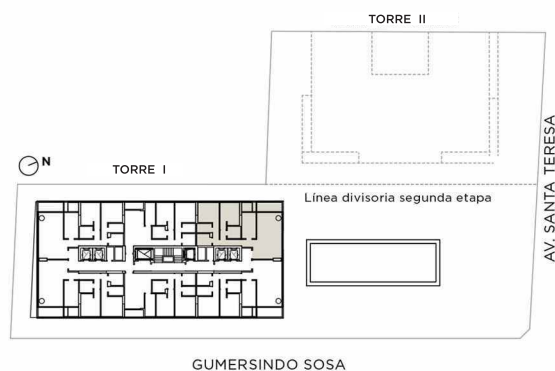 TORRE II
N
TORRE I
Línea divisoria segunda etapa
AV. SANTA TERESA
GUMERSINDO SOSA